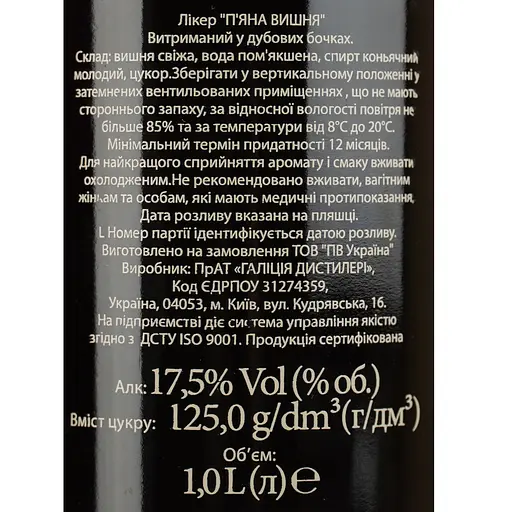 Лікер "П'ЯНА ВИШНЯ"
Витриманий у дубових бочках.
Склад: вишня свіжа, вода пом'якшена, спирт коньячний
молодий, цукор.Зберігати у вертикальному положенні у
затемнених вентильованих приміщеннях , що не мають
стороннього запаху, за відносної вологості повітря не
більше 85% та за температури від 8°С до 20°С.
Мінімальний термін придатності 12 місяців.
Для найкращого сприйняття аромату і смаку вживати
охолодженим.Не рекомендовано вживати, вагітним
жінкам та особам, які мають медичні протипоказання.
Дата розливу вказана на пляшці.
L Номер партії ідентифікується датою розливу.
Виготовлено на замовлення ТОВ "ПВ Україна"
Виробник: ПрАТ «ГАЛІЦІЯ ДИСТИЛЕРІ»,
Код ЄДРПОУ 31274359,
Україна, 04053, м. Київ, вул. Кудрявська, 16.
На підприємстві діє система управління якістю
згідно з ДСТУ ISO 9001. Продукція сертифікована
Алк: 17,5% Vol (% об.)
Вміст цукру: 125,0 g/dm³(г/дм³)
Об'єм:
1,0 L (л) ℮